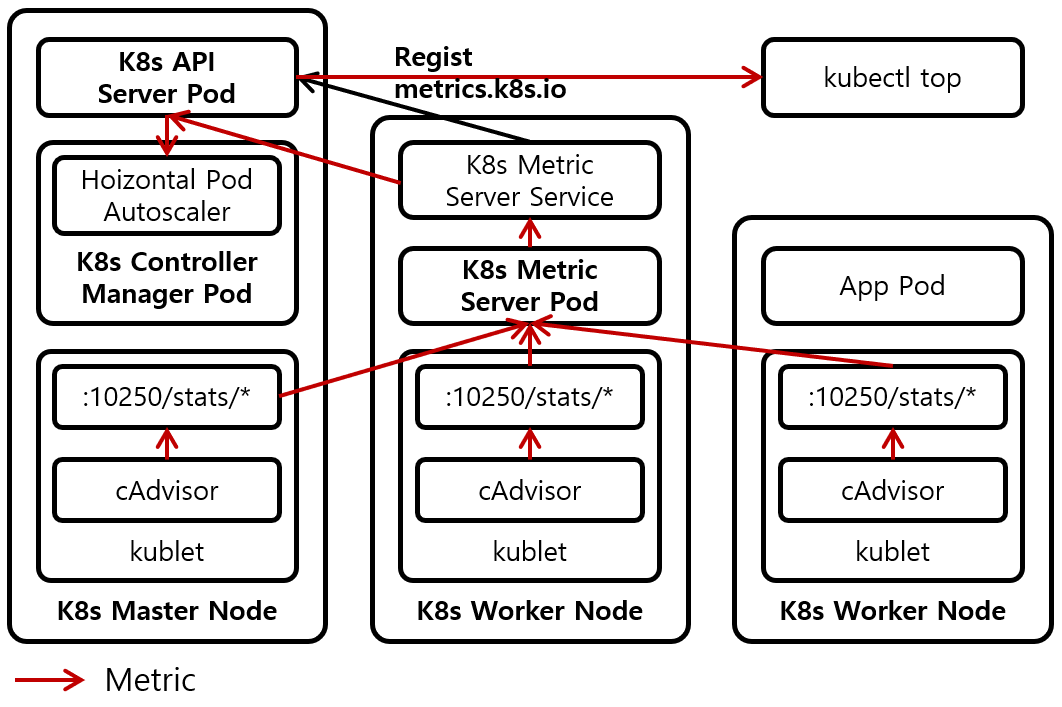 K8s API
Server Pod
Hoizontal Pod
Autoscaler
K8s Controller
Manager Pod
:10250/stats/*
cAdvisor
kublet
K8s Master Node
Regist
metrics.k8s.io
K8s Metric
Server Service
K8s Metric
Server Pod
:10250/stats/*
cAdvisor
kublet
K8s Worker Node
kubectl top
App Pod
:10250/stats/*
cAdvisor
kublet
K8s Worker Node
Metric